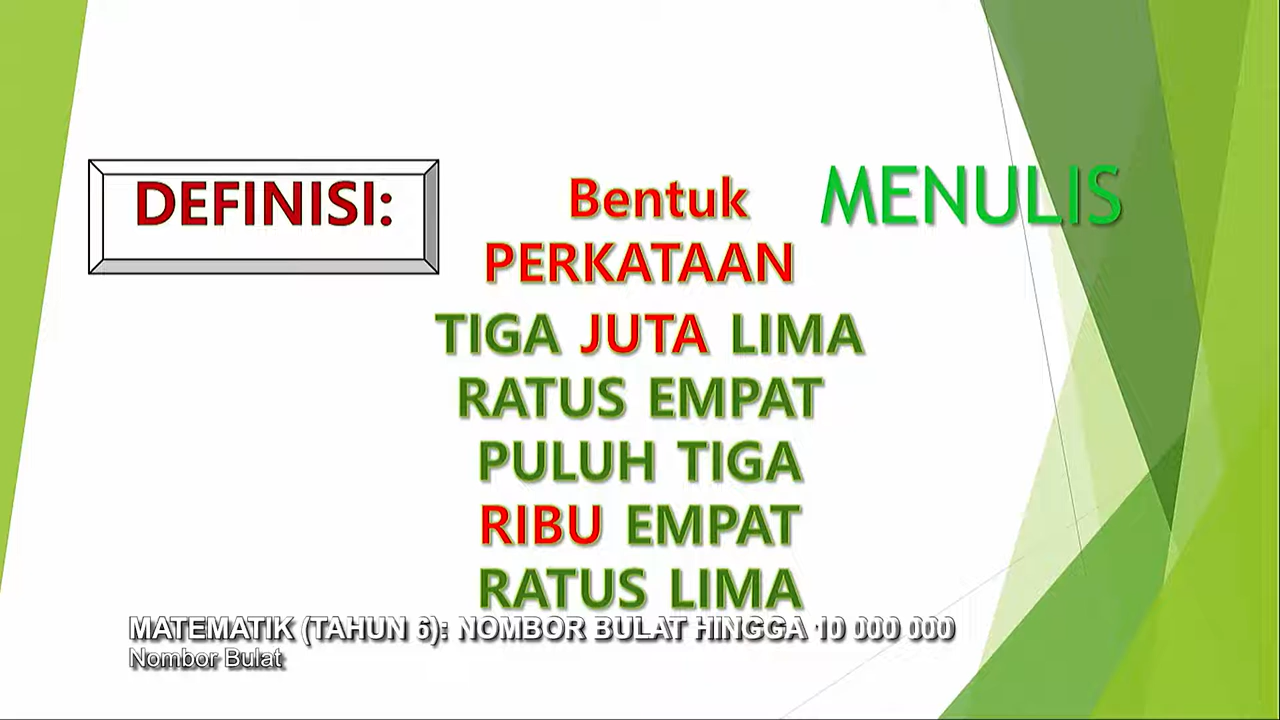 DEFINISI:
Bentuk
PERKATAAN
MENULIS
TIGA JUTA LIMA
RATUS EMPAT
PULUH TIGA
RIBU EMPAT
RATUS LIMA
MATEMATIK (TAHUN 6): NOMBOR BULAT HINGGA 10 000 000
Nombor Bulat